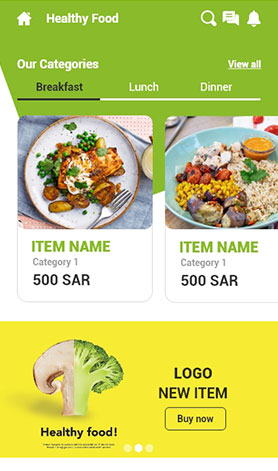 Healthy Food
Our Categories
View all
Breakfast
Lunch
Dinner
ITEM NAME
Category 1
500 SAR
ITEM NAME
Category 1
500 SAR
Healthy food!
LOGO
NEW ITEM
Buy now